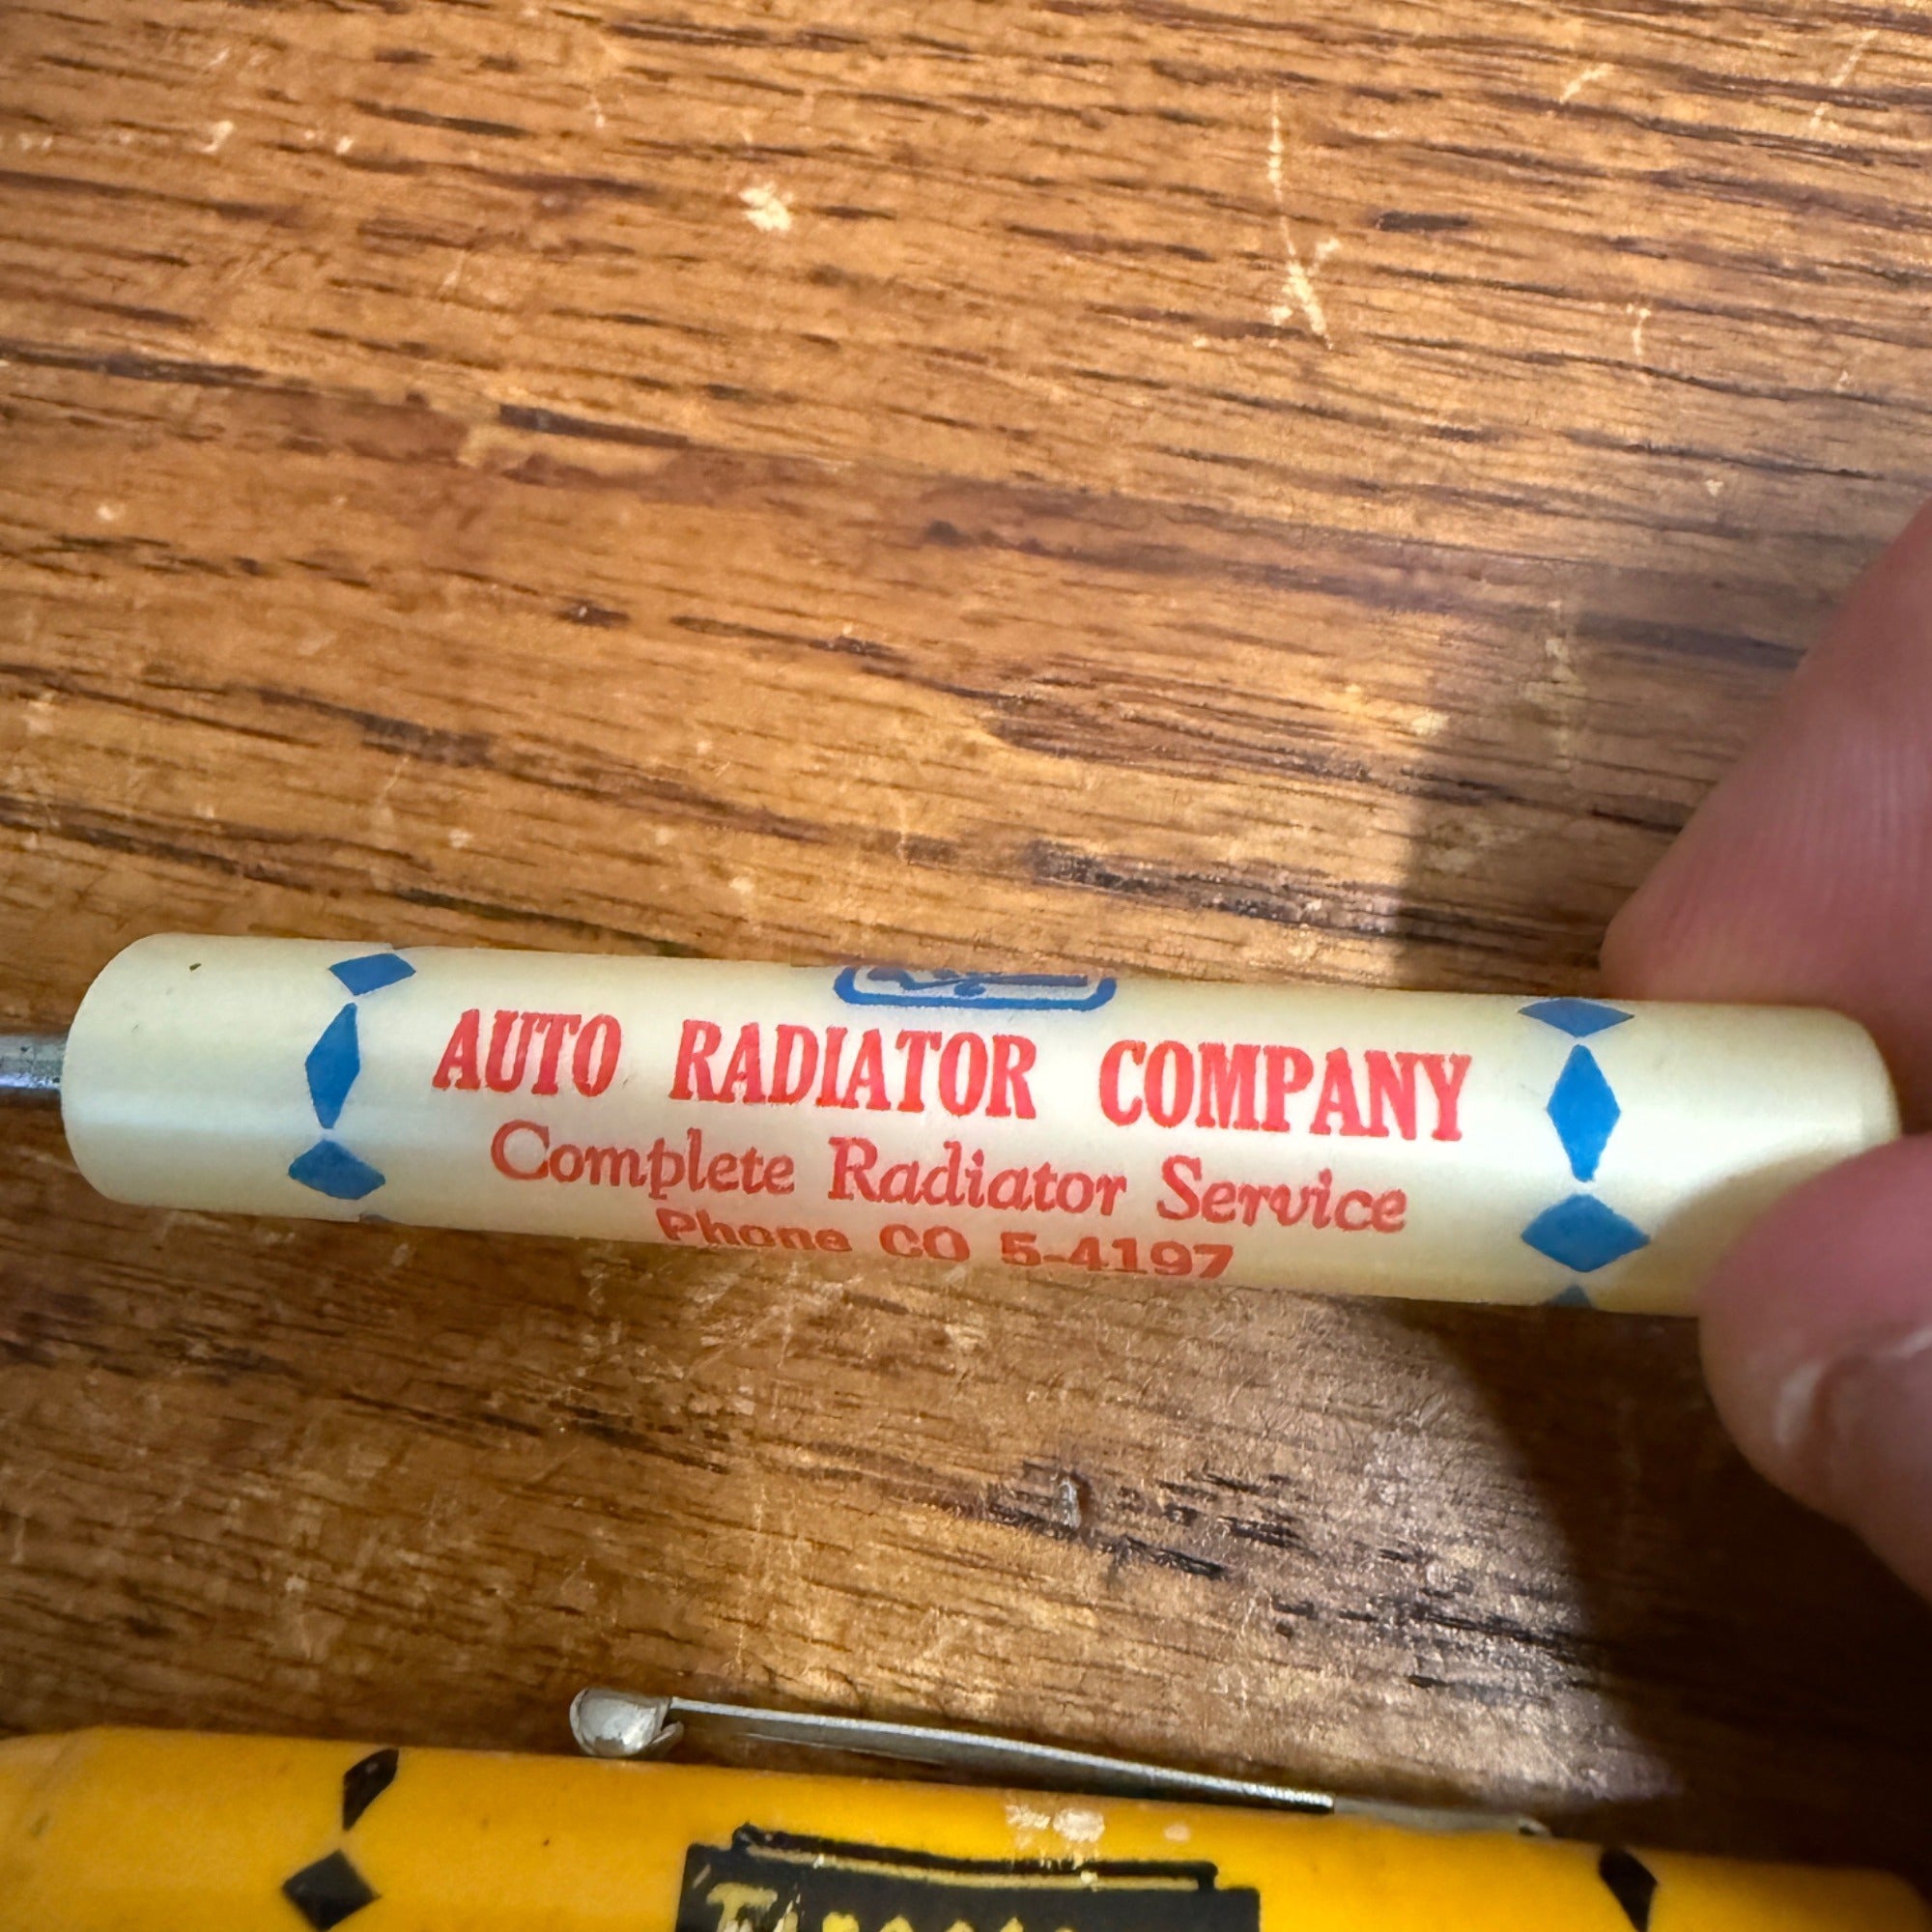 AUTO RADIATOR COMPANY
Complete Radiator Service
Phone CO 5-4197